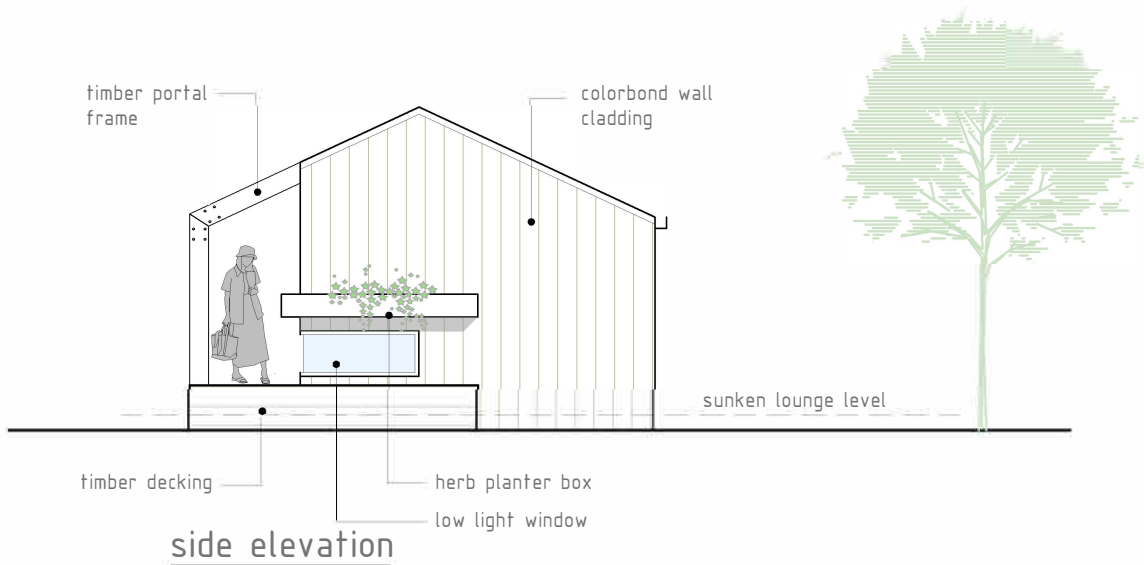 timber portal
frame
colorbond wall
cladding
sunken lounge level
timber decking
herb planter box
low light window
side elevation